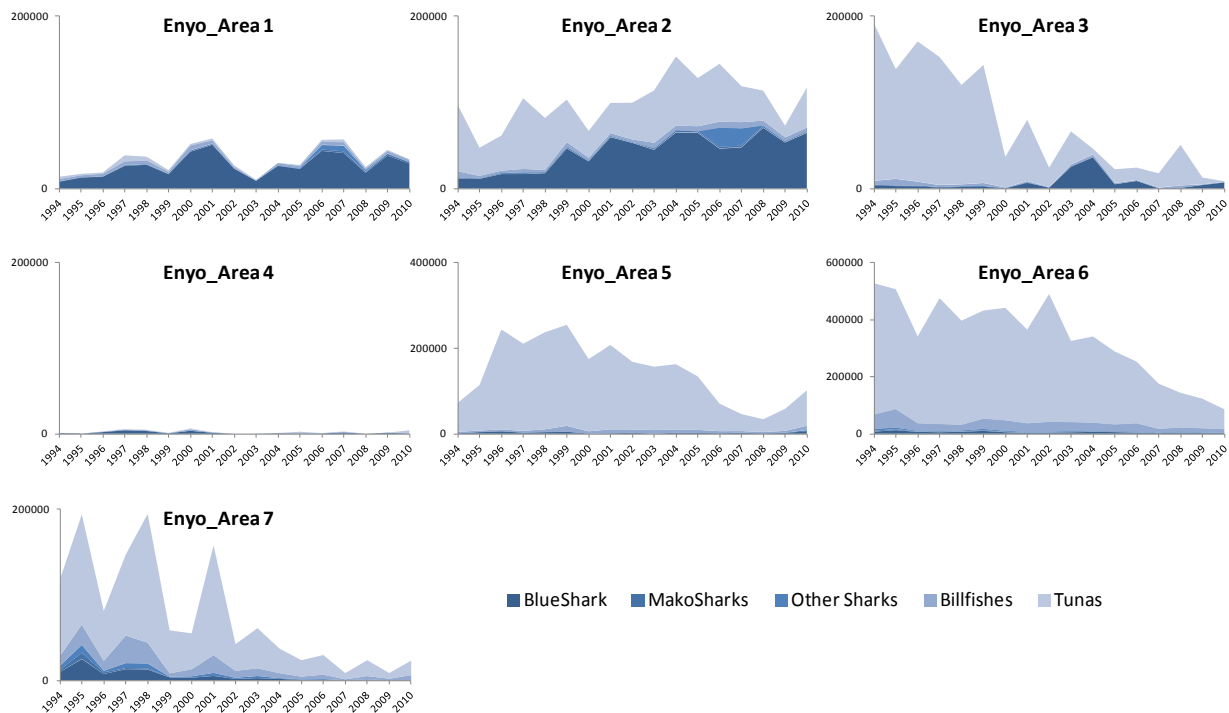 Enyo_Area 1
200000
0
1994 1995 1996 1997 1998 1999 2000 2001 2002 2003 2004 2005 2006 2007 2008 2009 2010
Enyo_Area 2
200000
0
1994 1995 1996 1997 1998 1999 2000 2001 2002 2003 2004 2005 2006 2007 2008 2009 2010
Enyo_Area 3
200000
0
1994 1995 1996 1997 1998 1999 2000 2001 2002 2003 2004 2005 2006 2007 2008 2009 2010
Enyo_Area 4
200000
0
1994 1995 1996 1997 1998 1999 2000 2001 2002 2003 2004 2005 2006 2007 2008 2009 2010
Enyo_Area 5
400000
200000
0
1994 1995 1996 1997 1998 1999 2000 2001 2002 2003 2004 2005 2006 2007 2008 2009 2010
Enyo_Area 6
600000
400000
200000
0
1994 1995 1996 1997 1998 1999 2000 2001 2002 2003 2004 2005 2006 2007 2008 2009 2010
Enyo_Area 7
200000
0
1994 1995 1996 1997 1998 1999 2000 2001 2002 2003 2004 2005 2006 2007 2008 2009 2010
BlueShark MakoSharks Other Sharks Billfishes Tunas